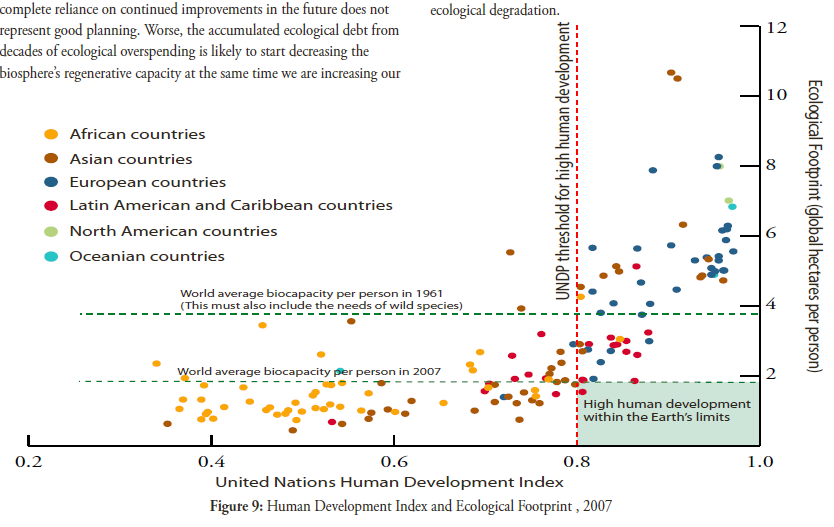 complete reliance on continued improvements in the future does not
represent good planning. Worse, the accumulated ecological debt from
decades of ecological overspending is likely to start decreasing the
biosphere's regenerative capacity at the same time we are increasing our
ecological degradation.
African countries
Asian countries
European countries
Latin American and Caribbean countries
North American countries
Oceanian countries
UNDP threshold for high human development
World average biocapacity per person in 1961
(This must also include the needs of wild species)
World average biocapacity per person in 2007
High human development
within the Earth's limits
12
10
8
6
4
2
Ecological Footprint (global hectares per person)
0.2 0.4 0.6 0.8 1.0
United Nations Human Development Index
Figure 9: Human Development Index and Ecological Footprint , 2007